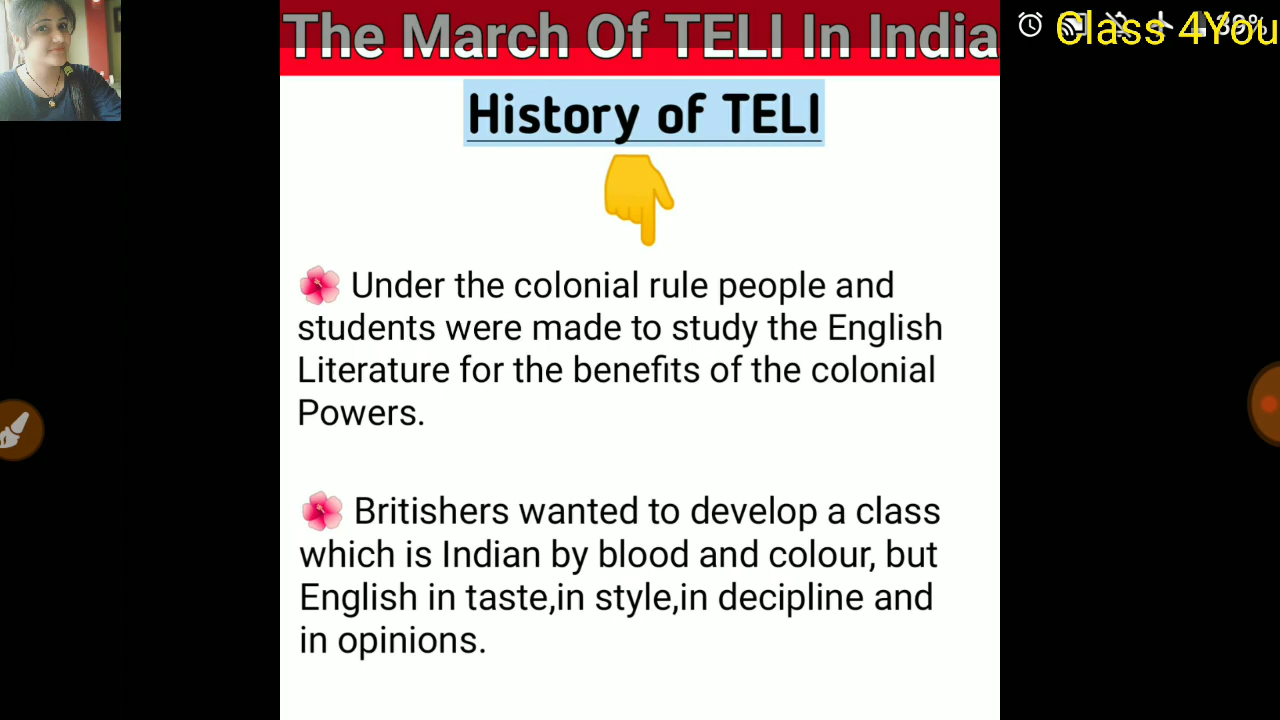 The March Of TELI In India
Class 4You
History of TELI
Under the colonial rule people and
students were made to study the English
Literature for the benefits of the colonial
Powers.
Britishers wanted to develop a class
which is Indian by blood and colour, but
English in taste,in style,in decipline and
in opinions.